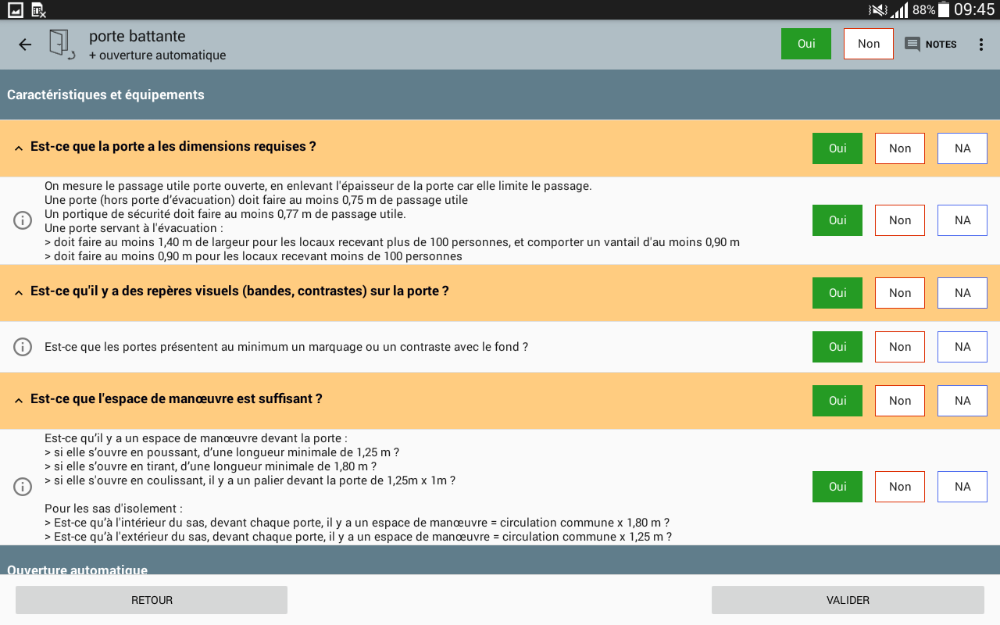 88% 09:45
porte battante
+ ouverture automatique
Oui Non NOTES
Caractéristiques et équipements
Est-ce que la porte a les dimensions requises ?
Oui Non NA
On mesure le passage utile porte ouverte, en enlevant l'épaisseur de la porte car elle limite le passage.
Une porte (hors porte d’évacuation) doit faire au moins 0,75 m de passage utile
Un portique de sécurité doit faire au moins 0,77 m de passage utile.
Une porte servant à l'évacuation :
> doit faire au moins 1,40 m de largeur pour les locaux recevant plus de 100 personnes, et comporter un vantail d'au moins 0,90 m
> doit faire au moins 0,90 m pour les locaux recevant moins de 100 personnes
Oui Non NA
Est-ce qu'il y a des repères visuels (bandes, contrastes) sur la porte ?
Oui Non NA
Est-ce que les portes présentent au minimum un marquage ou un contraste avec le fond ?
Oui Non NA
Est-ce que l'espace de manœuvre est suffisant ?
Oui Non NA
Est-ce qu’il y a un espace de manœuvre devant la porte :
> si elle s’ouvre en poussant, d’une longueur minimale de 1,25 m ?
> si elle s’ouvre en tirant, d’une longueur minimale de 1,80 m ?
> si elle s'ouvre en coulissant, il y a un palier devant la porte de 1,25m x 1m ?
Pour les sas d'isolement :
> Est-ce qu’à l'intérieur du sas, devant chaque porte, il y a un espace de manœuvre = circulation commune x 1,80 m ?
> Est-ce qu’à l'extérieur du sas, devant chaque porte, il y a un espace de manœuvre = circulation commune x 1,25 m ?
Oui Non NA
Ouverture automatique
RETOUR VALIDER